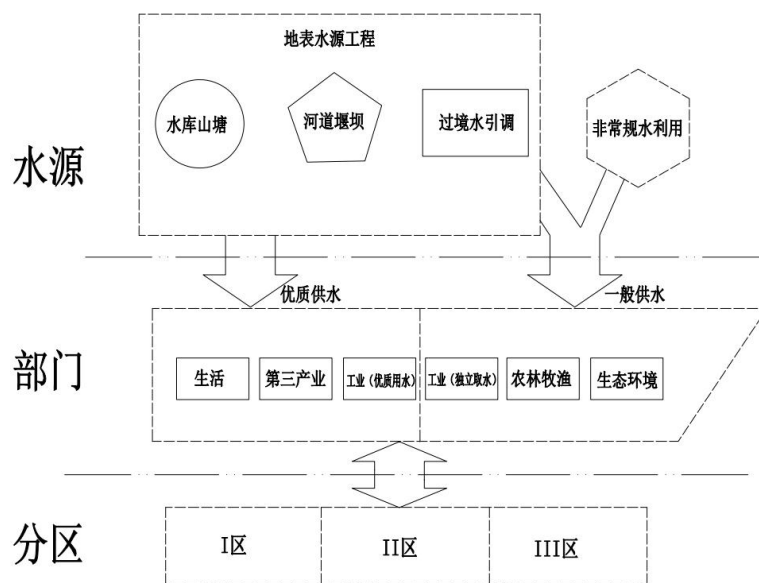 地表水源工程
水库山塘
河道堰坝
过境水引调
非常规水利用
水源
优质供水
一般供水
部门
生活
第三产业
工业(优质用水)
工业(独立取水)
农林牧渔
生态环境
分区
I区
II区
III区